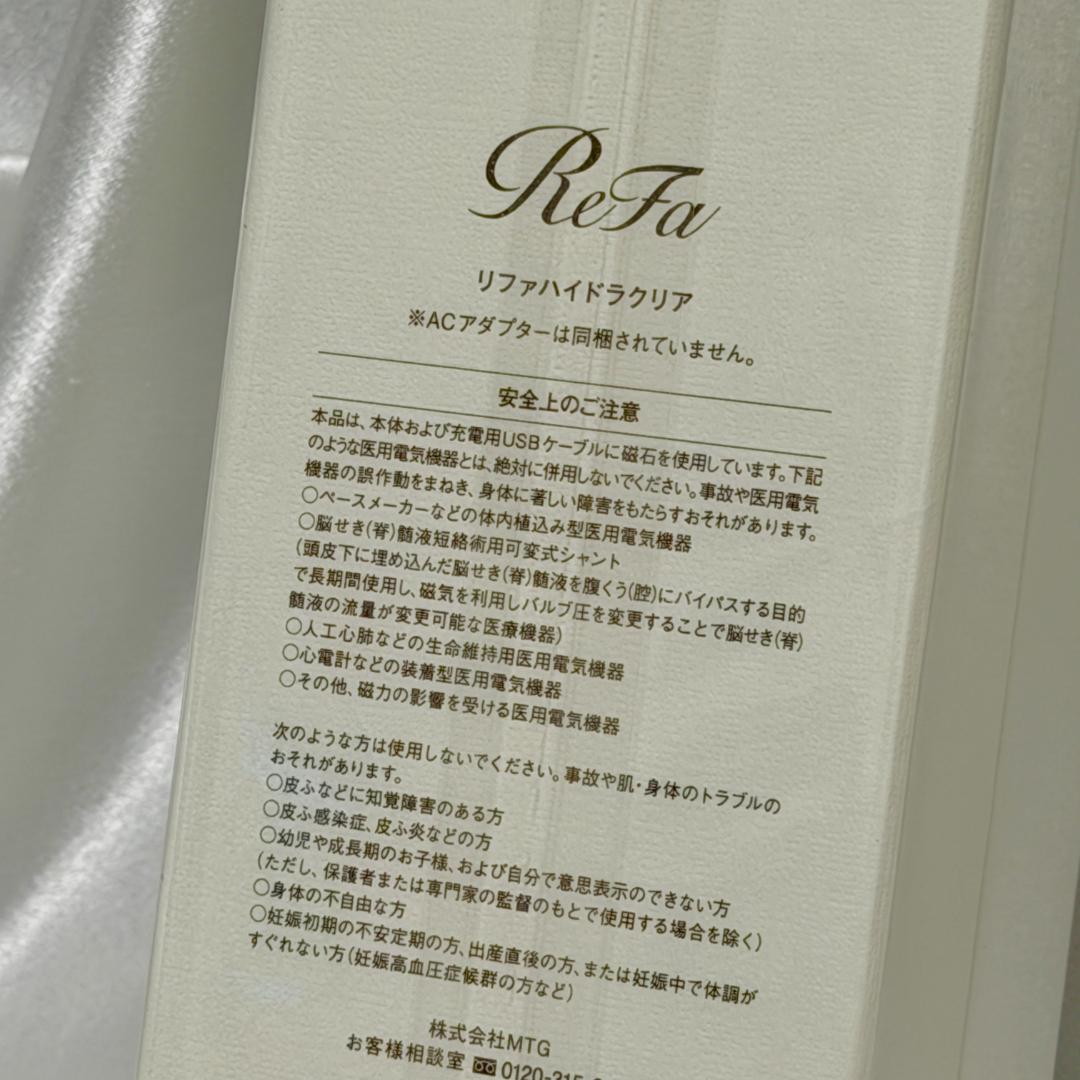 ReFa
リファハイドラクリア
※ACアダプターは同梱されていません。
安全上のご注意
本品は、本体および充電用USBケーブルに磁石を使用しています。下記
のような医用電気機器とは、絶対に併用しないでください。事故や医用電気
機器の誤作動をまねき、身体に著しい障害をもたらすおそれがあります。
○ペースメーカーなどの体内植込み型医用電気機器
○脳せき(脊)髄液短絡術用可変式シャント
(頭皮下に埋め込んだ脳せき(脊)髄液を腹くう(腔)にバイパスする目的
で長期間使用し、磁気を利用しバルブ圧を変更することで脳せき(脊)
髄液の流量が変更可能な医療機器)
○人工心肺などの生命維持用医用電気機器
○心電計などの装着型医用電気機器
○その他、磁力の影響を受ける医用電気機器
次のような方は使用しないでください。事故や肌・身体のトラブルの
おそれがあります。
○皮ふなどに知覚障害のある方
○皮ふ感染症、皮ふ炎などの方
○幼児や成長期のお子様、および自分で意思表示のできない方
(ただし、保護者または専門家の監督のもとで使用する場合を除く)
○身体の不自由な方
○妊娠初期の不安定期の方、出産直後の方、または妊娠中で体調が
すぐれない方(妊娠高血圧症候群の方など)
株式会社MTG
お客様相談室 0120-315-